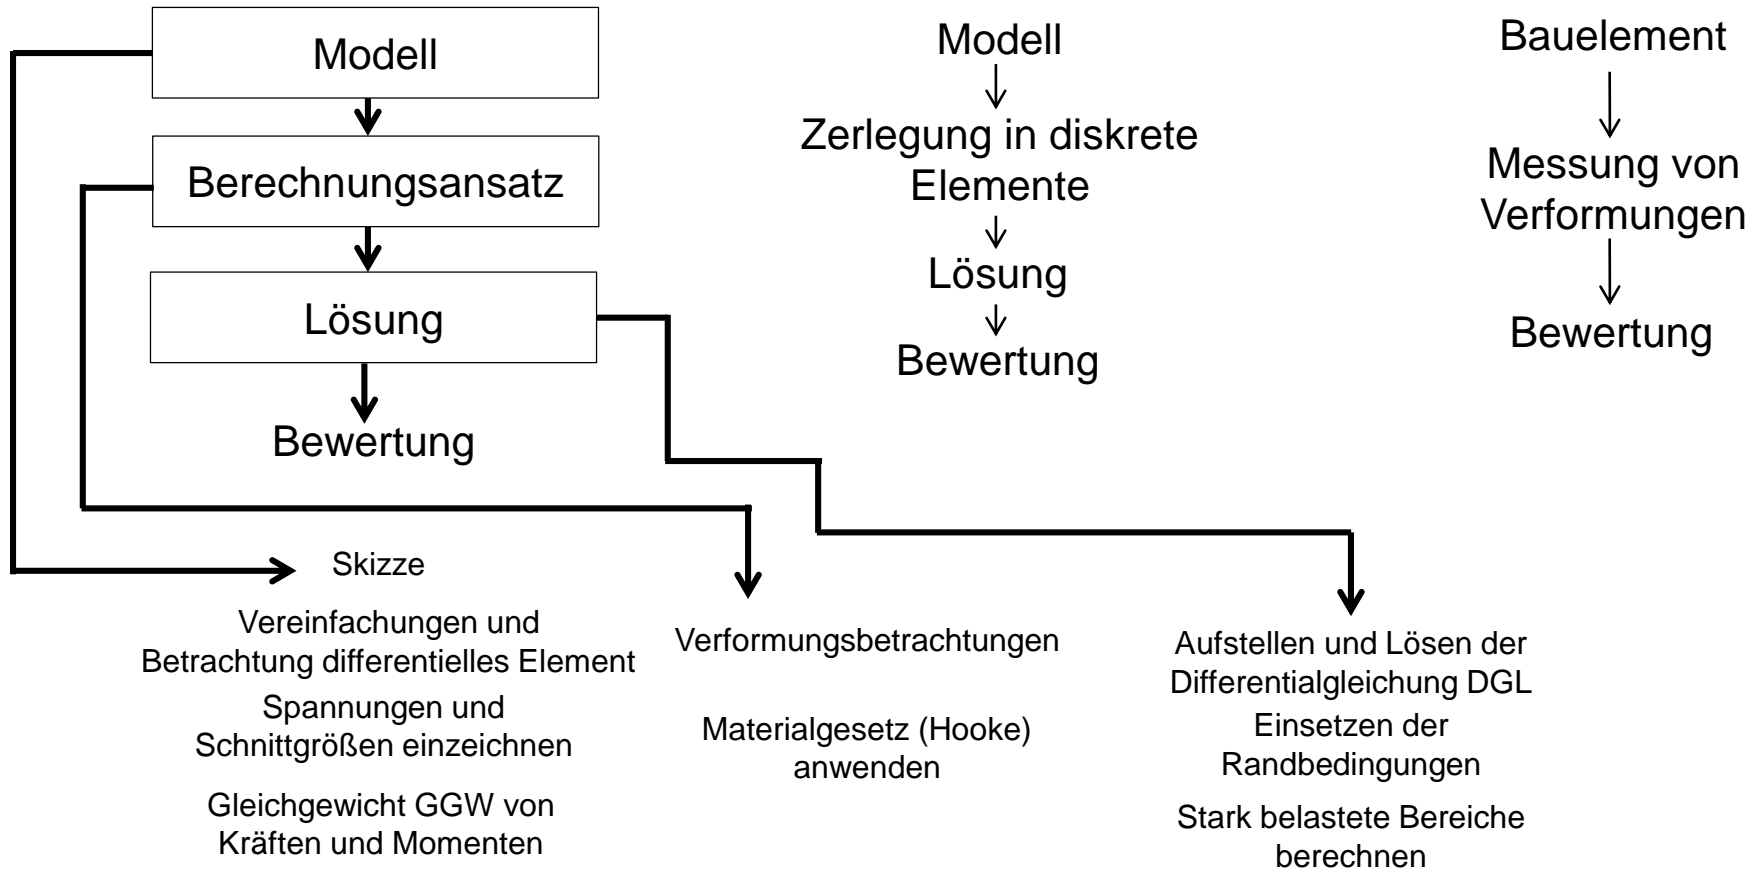 Modell
Berechnungsansatz
Lösung
Bewertung
Modell
Zerlegung in diskrete
Elemente
Lösung
Bewertung
Bauelement
Messung von
Verformungen
Bewertung
Skizze
Vereinfachungen und
Betrachtung differentielles Element
Spannungen und
Schnittgrößen einzeichnen
Gleichgewicht GGW von
Kräften und Momenten
Verformungsbetrachtungen
Materialgesetz (Hooke)
anwenden
Aufstellen und Lösen der
Differentialgleichung DGL
Einsetzen der
Randbedingungen
Stark belastete Bereiche
berechnen